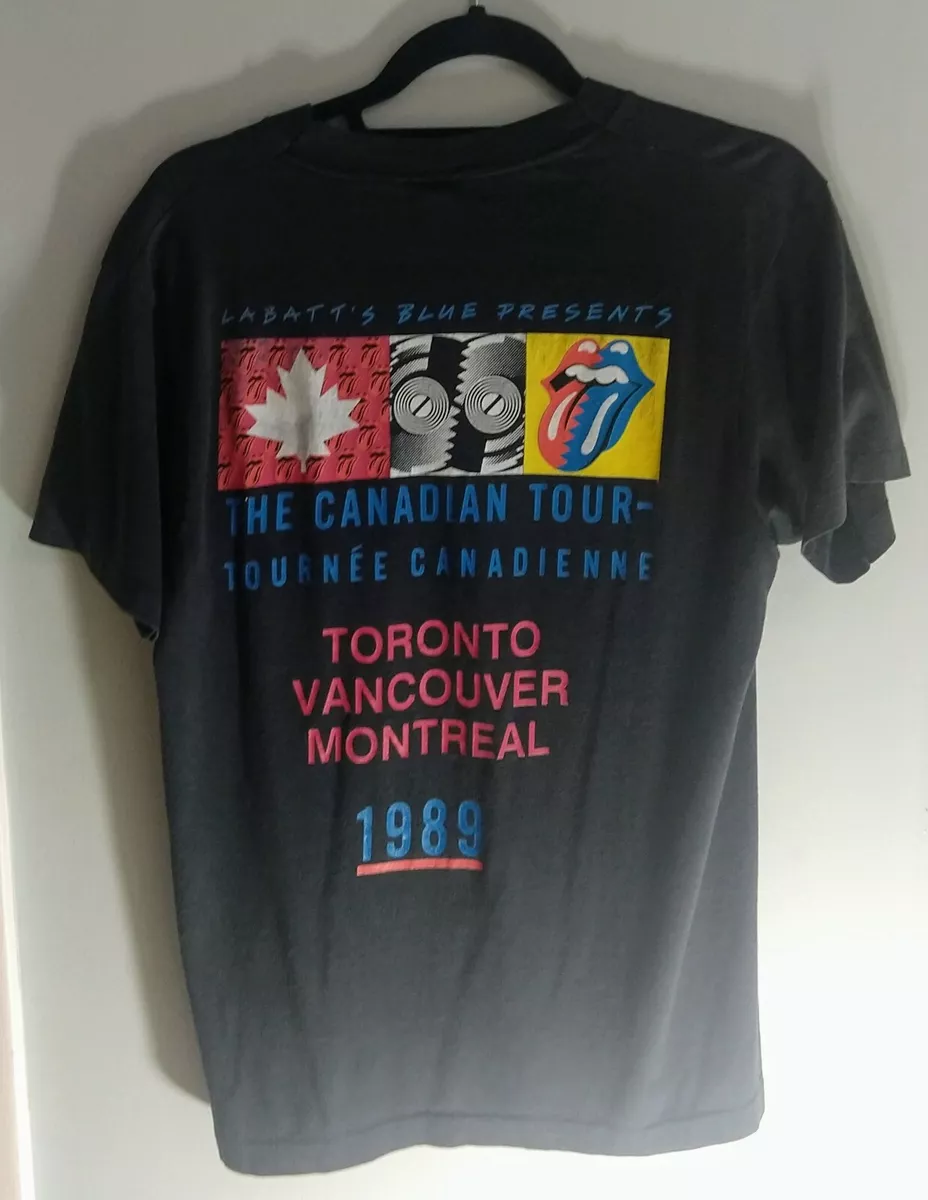 LABATT'S BLUE PRESENTS
THE CANADIAN TOUR-
TOURNÉE CANADIENNE
TORONTO
VANCOUVER
MONTREAL
1989